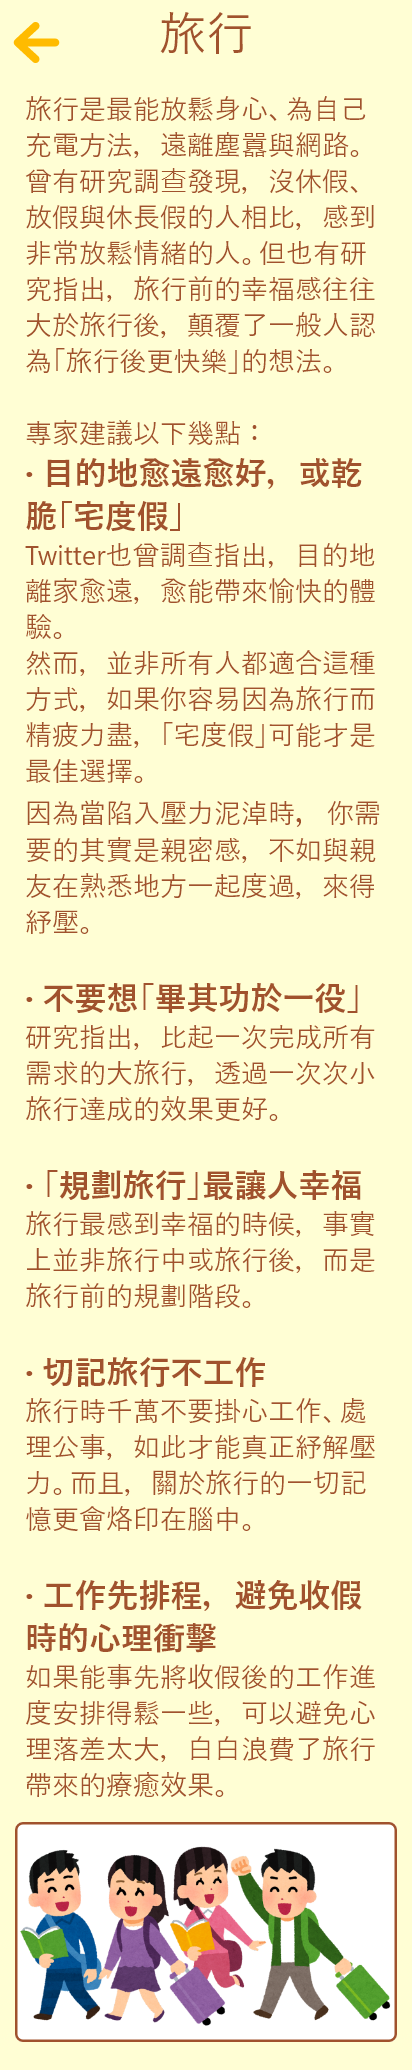 旅行
旅行是最能放鬆身心、為自己
充電方法，遠離塵囂與網路。
曾有研究調查發現，沒休假、
放假與休長假的人相比，感到
非常放鬆情緒的人。但也有研
究指出，旅行前的幸福感往往
大於旅行後，顛覆了一般人認
為「旅行後更快樂」的想法。
專家建議以下幾點：
· 目的地愈遠愈好，或乾
脆「宅度假」
Twitter也曾調查指出，目的地
離家愈遠，愈能帶來愉快的體
驗。
然而，並非所有人都適合這種
方式，如果你容易因為旅行而
精疲力盡，「宅度假」可能才是
最佳選擇。
因為當陷入壓力泥淖時，你需
要的其實是親密感，不如與親
友在熟悉地方一起度過，來得
紓壓。
· 不要想「畢其功於一役」
研究指出，比起一次完成所有
需求的大旅行，透過一次次小
旅行達成的效果更好。
·「規劃旅行」最讓人幸福
旅行最感到幸福的時候，事實
上並非旅行中或旅行後，而是
旅行前的規劃階段。
· 切記旅行不工作
旅行時千萬不要掛心工作、處
理公事，如此才能真正紓解壓
力。而且，關於旅行的一切記
憶更會烙印在腦中。
· 工作先排程，避免收假
時的心理衝擊
如果能事先將收假後的工作進
度安排得鬆一些，可以避免心
理落差太大，白白浪費了旅行
帶來的療癒效果。